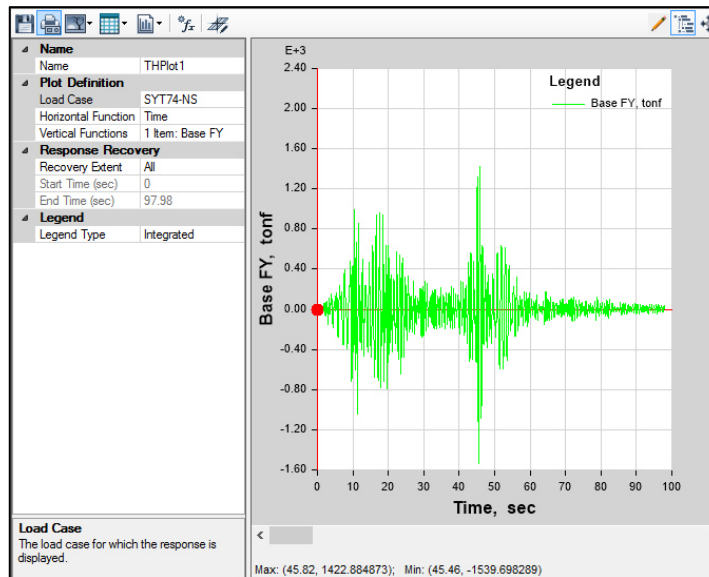 Name
Name THPlot1
Plot Definition
Load Case SYT74-NS
Horizontal Function Time
Vertical Functions 1 Item: Base FY
Response Recovery
Recovery Extent All
Start Time (sec) 0
End Time (sec) 97.98
Legend
Legend Type Integrated
Load Case
The load case for which the response is
displayed.
E+3
2.40
2.00
1.60
1.20
0.80
0.40
0.00
-0.40
-0.80
-1.20
-1.60
Base FY, tonf
Legend
Base FY, tonf
0 10 20 30 40 50 60 70 80 90 100
Time, sec
Max: (45.82, 1422.884873); Min: (45.46, -1539.698289)